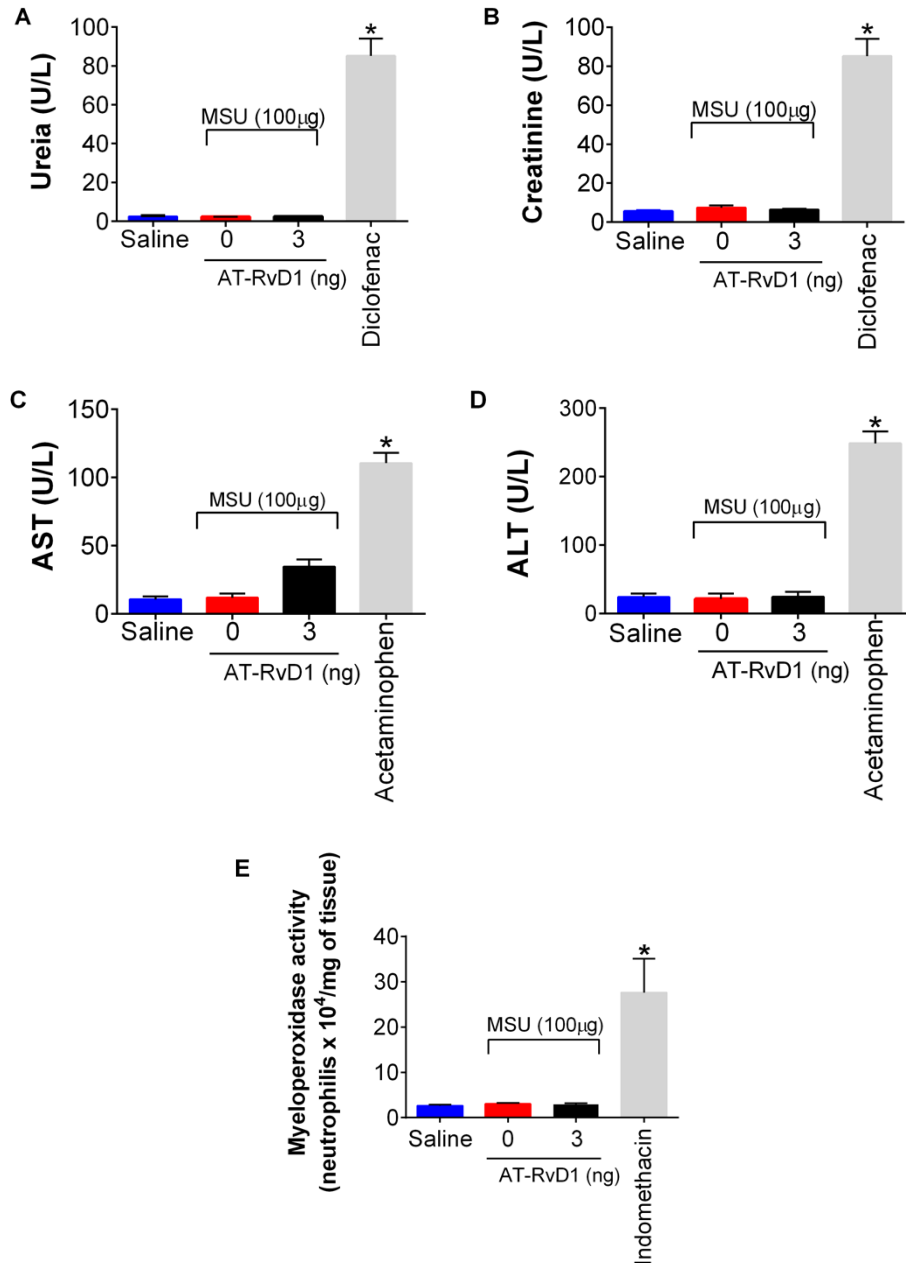 A
Ureia (U/L)
100
80
60
40
20
0
MSU (100µg)
*
Saline
0
3
AT-RvD1 (ng)
Diclofenac
B
Creatinine (U/L)
100
80
60
40
20
0
MSU (100µg)
*
Saline
0
3
AT-RvD1 (ng)
Diclofenac
C
AST (U/L)
150
100
50
0
MSU (100µg)
*
Saline
0
3
AT-RvD1 (ng)
Acetaminophen
D
ALT (U/L)
300
200
100
0
MSU (100µg)
*
Saline
0
3
AT-RvD1 (ng)
Acetaminophen
E
Myeloperoxidase activity
(neutrophilis x 10⁴/mg of tissue)
40
30
20
10
0
MSU (100µg)
*
Saline
0
3
AT-RvD1 (ng)
Indomethacin